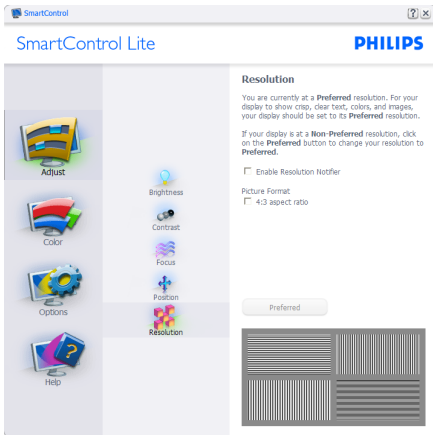 SmartControl
SmartControl Lite
PHILIPS
Adjust
Color
Options
Help
Brightness
Contrast
Focus
Position
Resolution
Resolution
You are currently at a Preferred resolution. For your
display to show crisp, clear text, colors, and images,
your display should be set to its Preferred resolution.
If your display is at a Non-Preferred resolution, click
on the Preferred button to change your resolution to
Preferred.
Enable Resolution Notifier
Picture Format
4:3 aspect ratio
Preferred